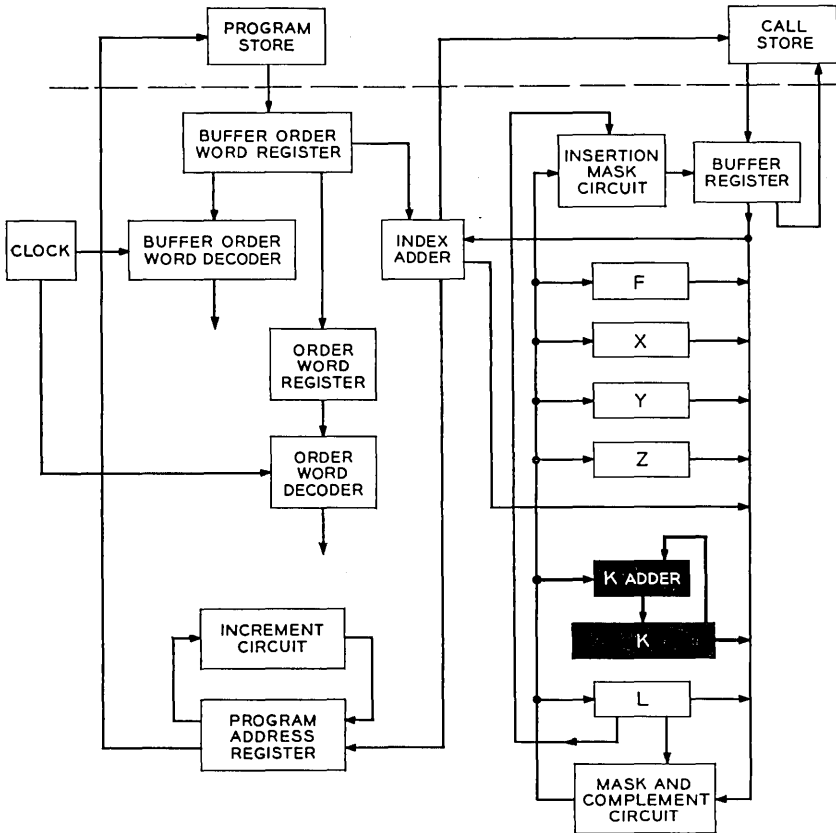 PROGRAM
STORE
CALL
STORE
BUFFER ORDER
WORD REGISTER
INSERTION
MASK
CIRCUIT
BUFFER
REGISTER
CLOCK
BUFFER ORDER
WORD DECODER
INDEX
ADDER
F
X
ORDER
WORD
REGISTER
Y
Z
ORDER
WORD
DECODER
K ADDER
K
INCREMENT
CIRCUIT
L
PROGRAM
ADDRESS
REGISTER
MASK AND
COMPLEMENT
CIRCUIT